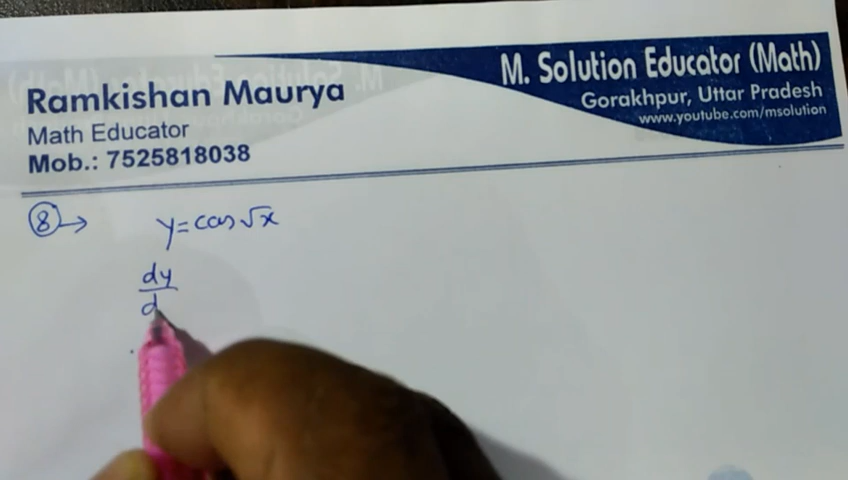 M. Solution Educator (Math)
Gorakhpur, Uttar Pradesh
www.youtube.com/msolution
Ramkishan Maurya
Math Educator
Mob.: 7525818038
⑧→ y=cos√x
dy
d